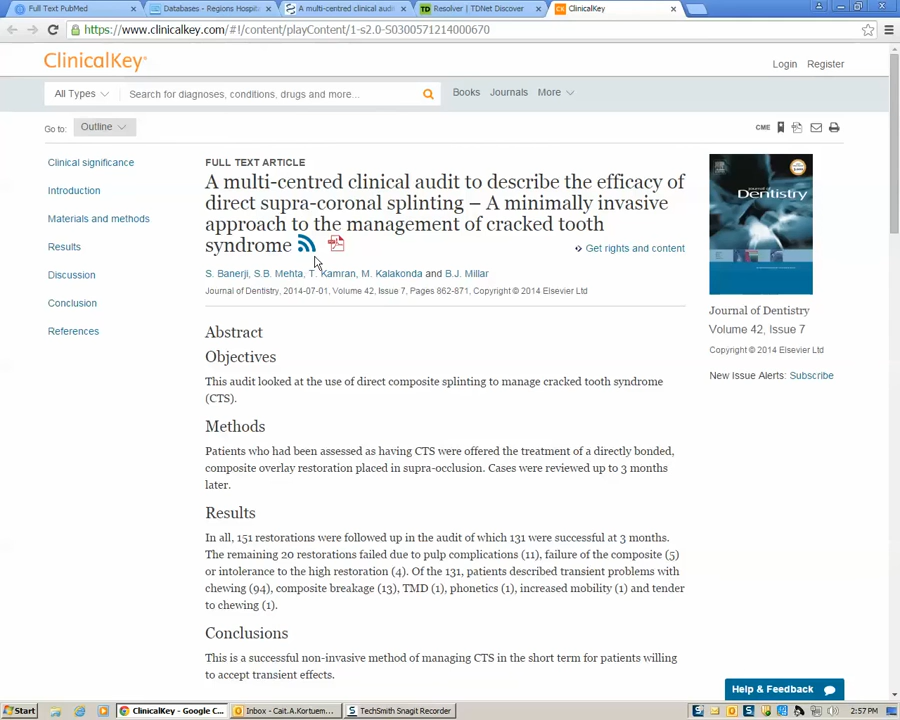 Full Text PubMed
Databases - Regions Hospita
A multi-centred clinical audi
Resolver | TDNet Discover
ClinicalKey
https://www.clinicalkey.com/#!/content/playContent/1-s2.0-S0300571214000670
ClinicalKey
Login Register
All Types Search for diagnoses, conditions, drugs and more... Books Journals More
Go to: Outline
CME
Clinical significance
Introduction
Materials and methods
Results
Discussion
Conclusion
References
FULL TEXT ARTICLE
A multi-centred clinical audit to describe the efficacy of
direct supra-coronal splinting – A minimally invasive
approach to the management of cracked tooth
syndrome
Get rights and content
S. Banerji, S.B. Mehta, T. Kamran, M. Kalakonda and B.J. Millar
Journal of Dentistry, 2014-07-01, Volume 42, Issue 7, Pages 862-871, Copyright © 2014 Elsevier Ltd
Abstract
Objectives
This audit looked at the use of direct composite splinting to manage cracked tooth syndrome
(CTS).
Methods
Patients who had been assessed as having CTS were offered the treatment of a directly bonded,
composite overlay restoration placed in supra-occlusion. Cases were reviewed up to 3 months
later.
Results
In all, 151 restorations were followed up in the audit of which 131 were successful at 3 months.
The remaining 20 restorations failed due to pulp complications (11), failure of the composite (5)
or intolerance to the high restoration (4). Of the 131, patients described transient problems with
chewing (94), composite breakage (13), TMD (1), phonetics (1), increased mobility (1) and tender
to chewing (1).
Conclusions
This is a successful non-invasive method of managing CTS in the short term for patients willing
to accept transient effects.
Journal of
Dentistry
Journal of Dentistry
Volume 42, Issue 7
Copyright © 2014 Elsevier Ltd
New Issue Alerts: Subscribe
Help & Feedback
Start
ClinicalKey - Google C...
Inbox - Cait.A.Kortuem...
TechSmith Snagit Recorder
2:57 PM